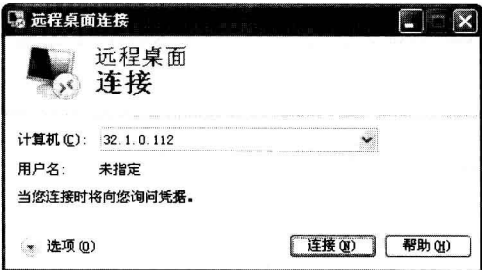 远程桌面连接
远程桌面
连接
计算机(C): 32.1.0.112
用户名: 未指定
当您连接时将向您询问凭据。
选项(O)
连接(N) 帮助(H)